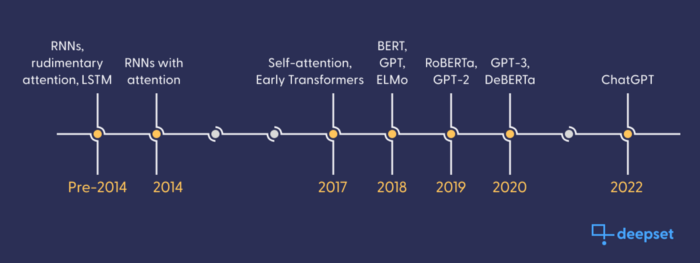 RNNs,
rudimentary
attention, LSTM
RNNs with
attention
Self-attention,
Early Transformers
BERT,
GPT,
ELMo
RoBERTa,
GPT-2
GPT-3,
DeBERTa
ChatGPT
Pre-2014
2014
2017
2018
2019
2020
2022
deepset